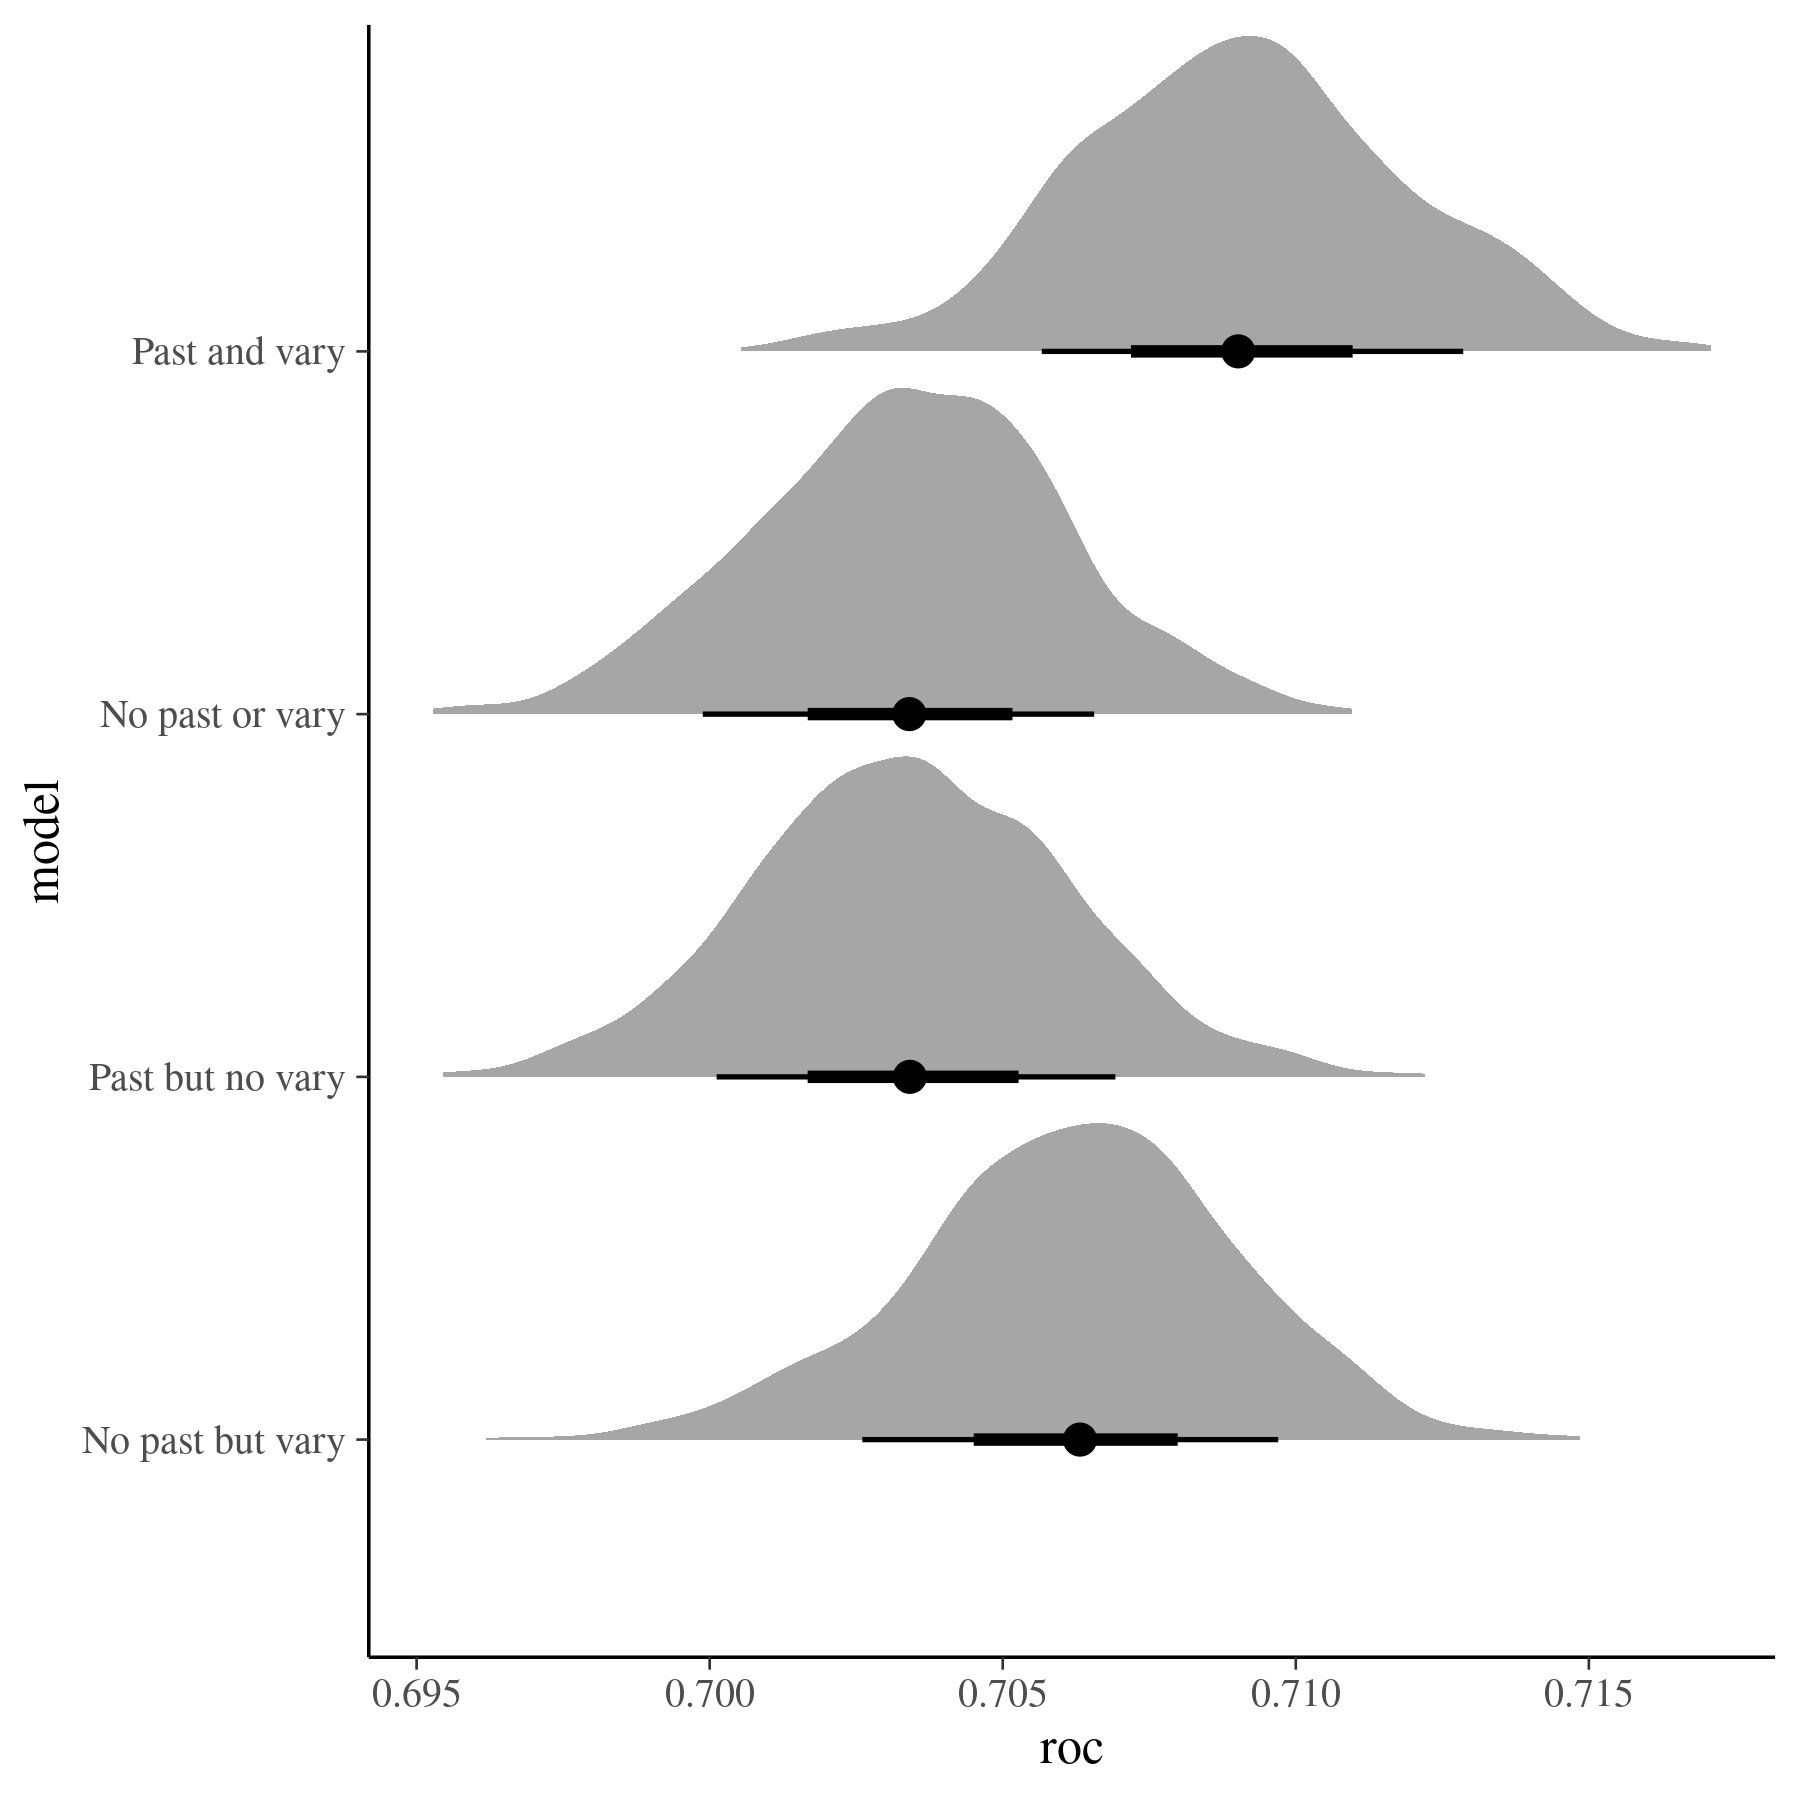 model
Past and vary
No past or vary
Past but no vary
No past but vary
0.695 0.700 0.705 0.710 0.715
roc